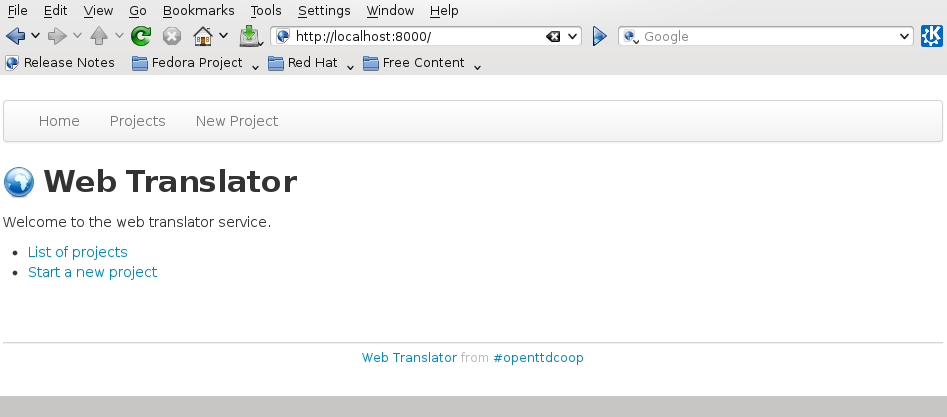 File Edit View Go Bookmarks Tools Settings Window Help
http://localhost:8000/ Google
Release Notes Fedora Project Red Hat Free Content
Home Projects New Project
Web Translator
Welcome to the web translator service.
• List of projects
• Start a new project
Web Translator from #openttdcoop